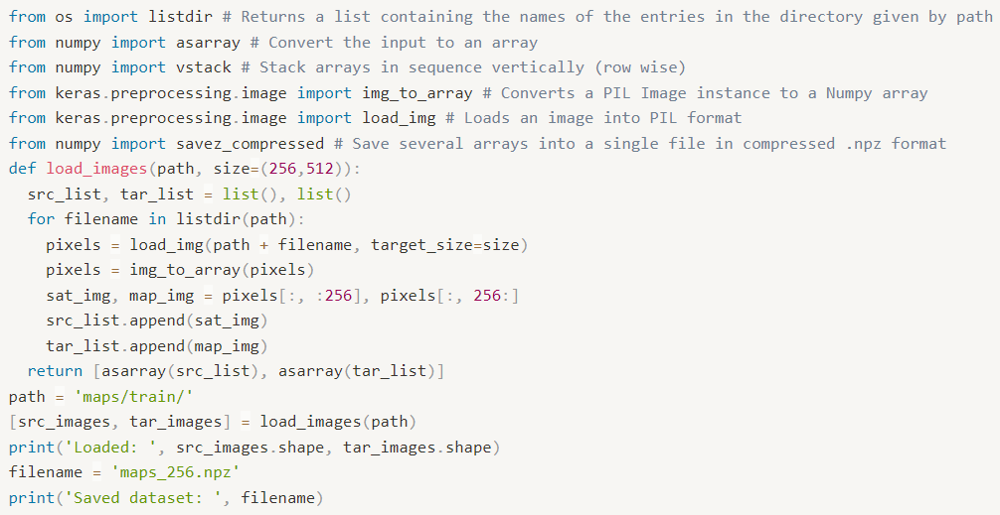 from os import listdir # Returns a list containing the names of the entries in the directory given by path
from numpy import asarray # Convert the input to an array
from numpy import vstack # Stack arrays in sequence vertically (row wise)
from keras.preprocessing.image import img_to_array # Converts a PIL Image instance to a Numpy array
from keras.preprocessing.image import load_img # Loads an image into PIL format
from numpy import savez_compressed # Save several arrays into a single file in compressed .npz format
def load_images(path, size=(256,512)):
  src_list, tar_list = list(), list()
  for filename in listdir(path):
    pixels = load_img(path + filename, target_size=size)
    pixels = img_to_array(pixels)
    sat_img, map_img = pixels[:, :256], pixels[:, 256:]
    src_list.append(sat_img)
    tar_list.append(map_img)
  return [asarray(src_list), asarray(tar_list)]
path = 'maps/train/'
[src_images, tar_images] = load_images(path)
print('Loaded: ', src_images.shape, tar_images.shape)
filename = 'maps_256.npz'
print('Saved dataset: ', filename)